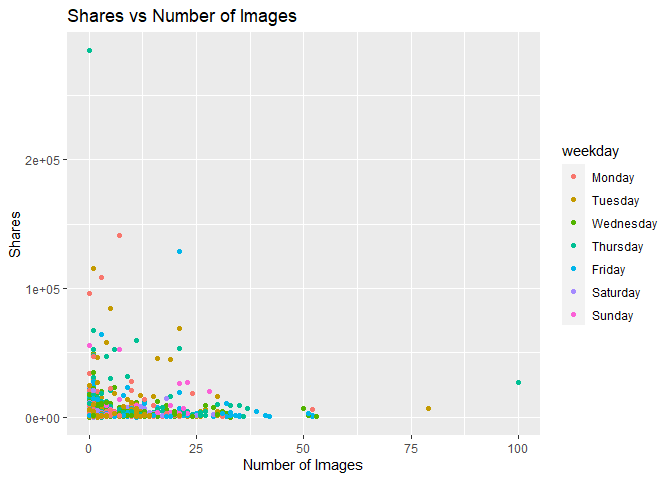 Shares vs Number of Images
Shares
2e+05
1e+05
0e+00
0
25
50
75
100
Number of Images
weekday
Monday
Tuesday
Wednesday
Thursday
Friday
Saturday
Sunday